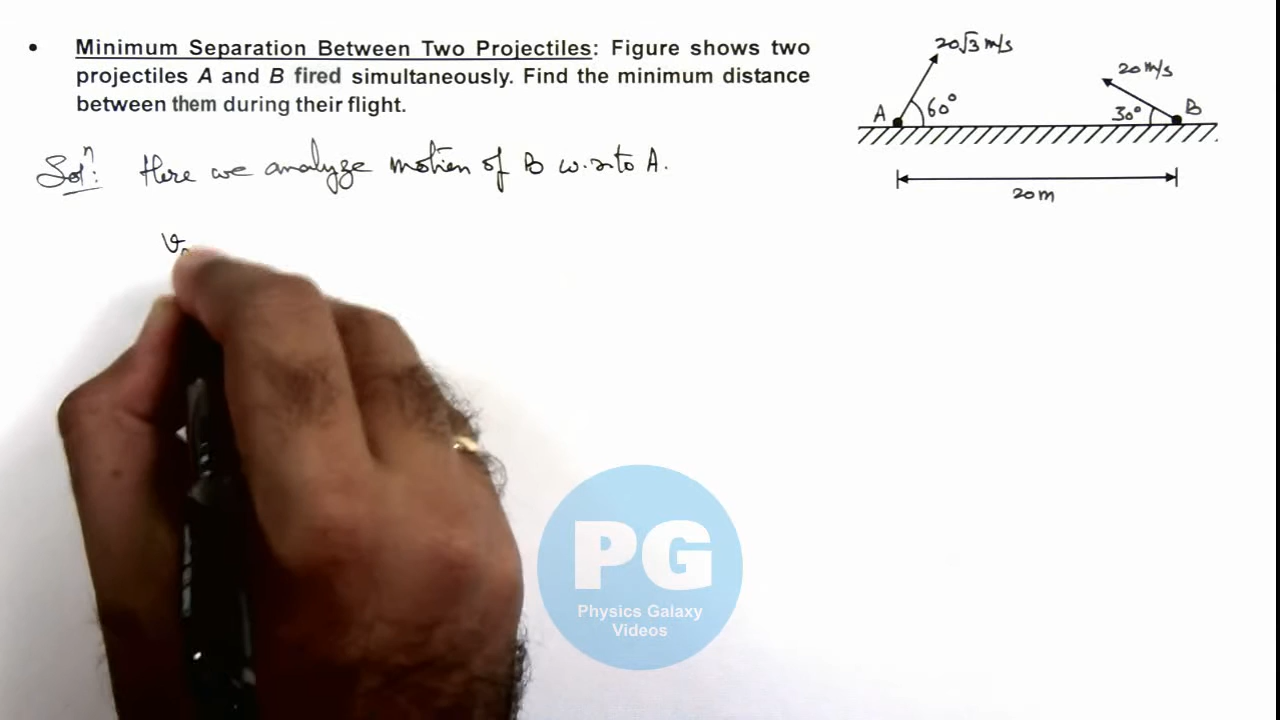 • Minimum Separation Between Two Projectiles: Figure shows two
projectiles A and B fired simultaneously. Find the minimum distance
between them during their flight.
20√3 m/s
A 60°
20 m/s
30° B
20 m
Solⁿ: Here we analyze motion of B w.r.to A.
v
PG
Physics Galaxy
Videos